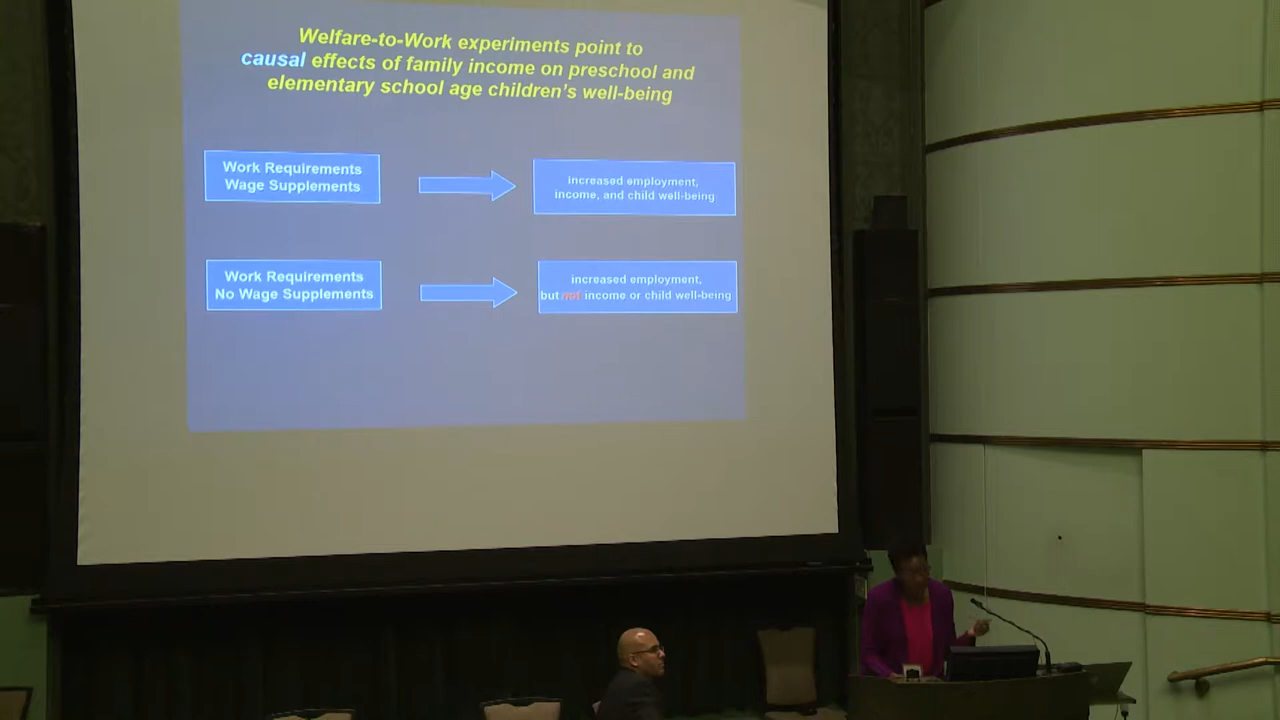 Welfare-to-Work experiments point to
causal effects of family income on preschool and
elementary school age children's well-being
Work Requirements
Wage Supplements
increased employment,
income, and child well-being
Work Requirements
No Wage Supplements
increased employment,
but not income or child well-being